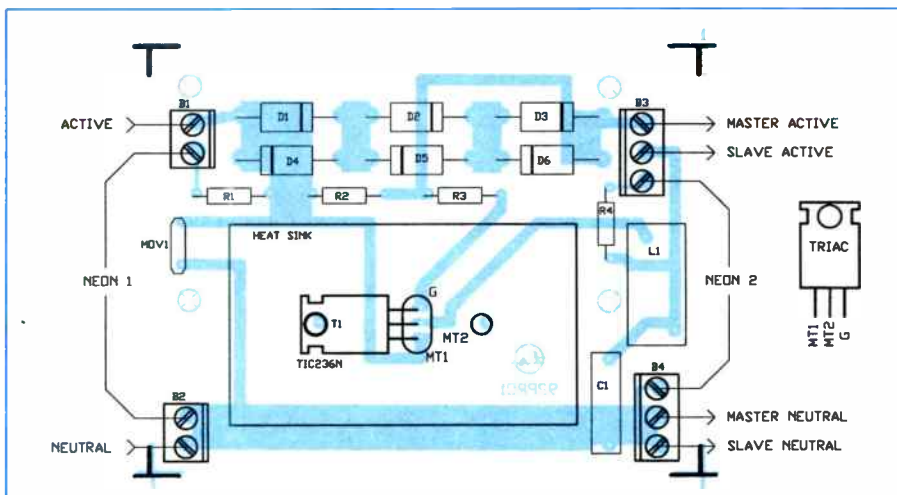 B1
ACTIVE
D1
D2
D3
B3
MASTER ACTIVE
SLAVE ACTIVE
D4
D5
D6
R1
R2
R3
R4
MOV1
HEAT SINK
L1
NEON 1
NEON 2
TRIAC
MT1
MT2
G
T1
G
MT2
MT1
TIC236N
C1
B2
B4
NEUTRAL
MASTER NEUTRAL
SLAVE NEUTRAL